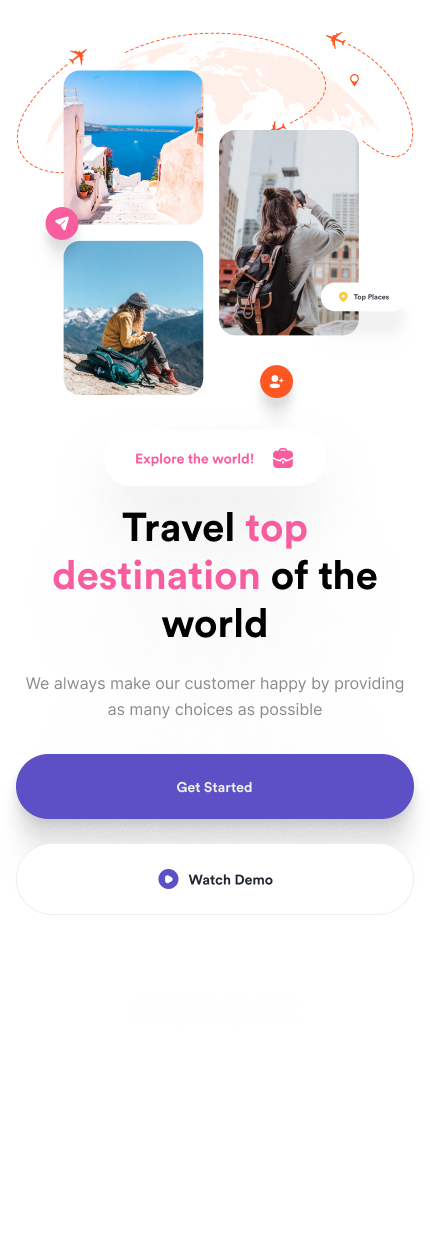 Top Places
Explore the world!
Travel top
destination of the
world
We always make our customer happy by providing
as many choices as possible
Get Started
Watch Demo